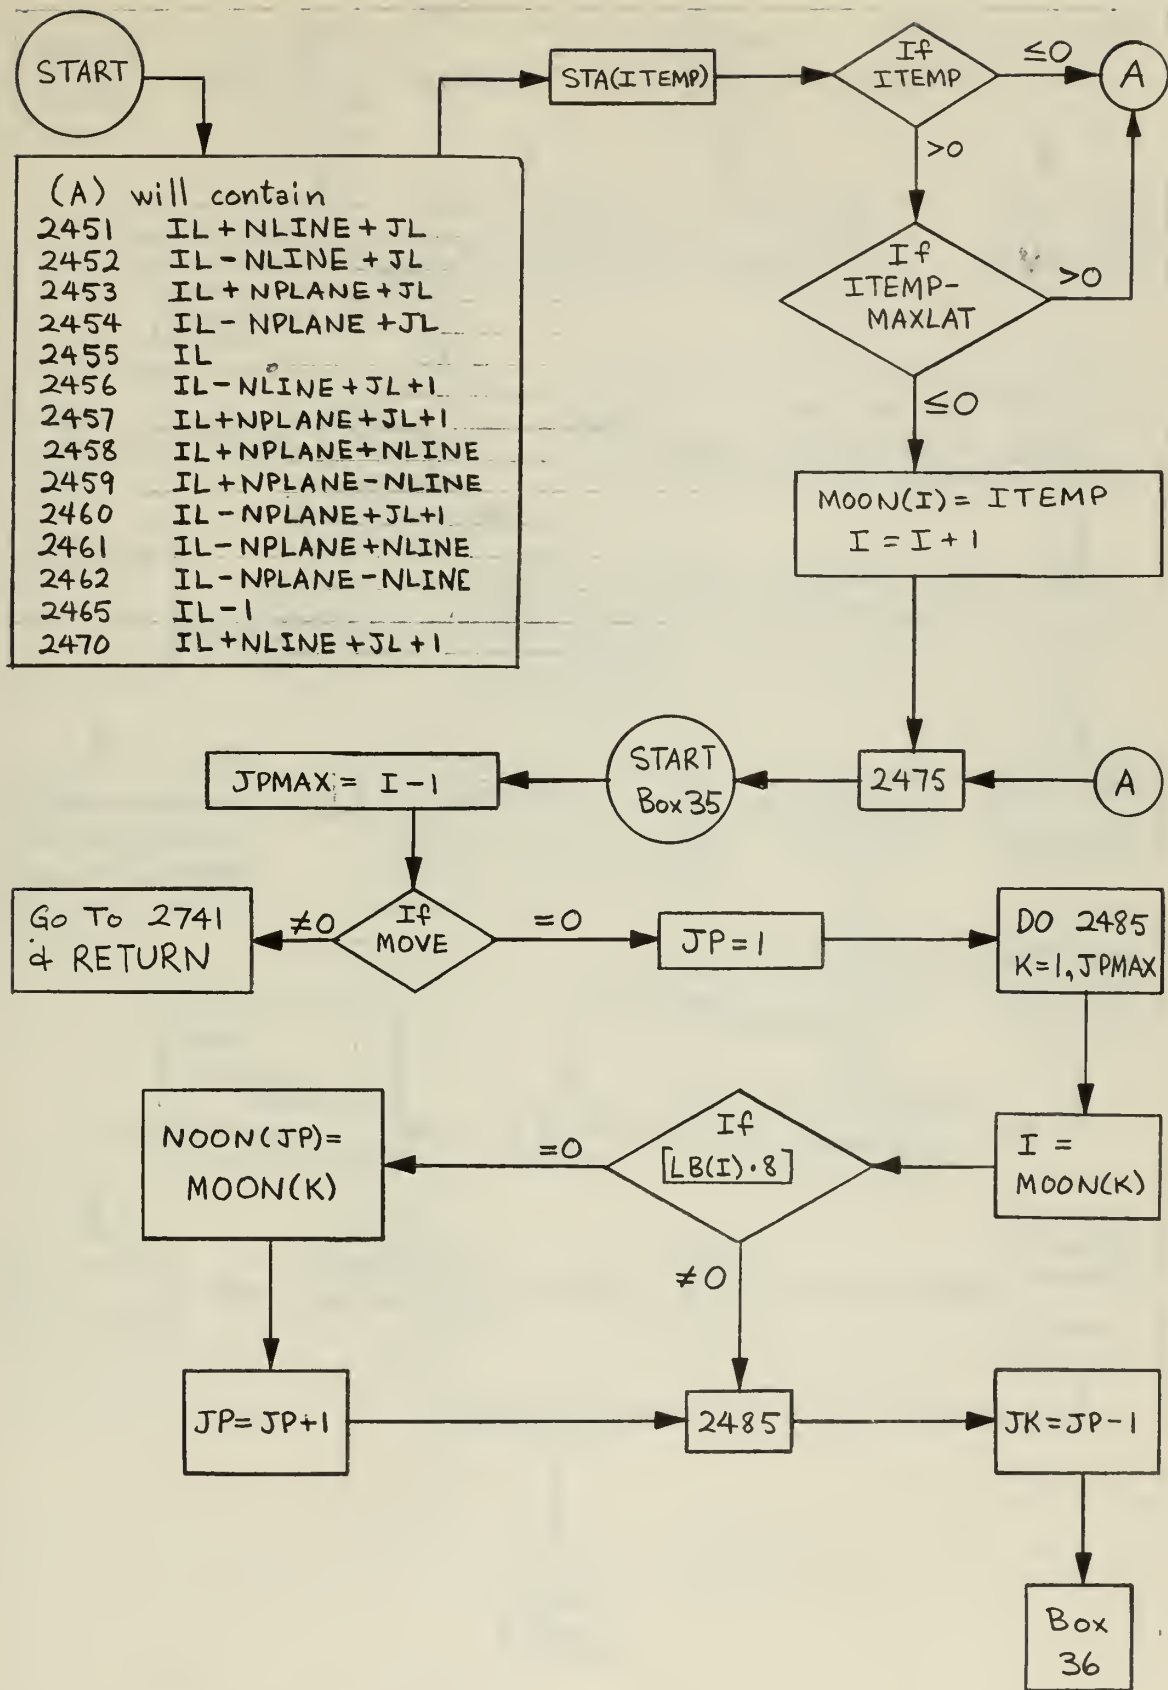 START
(A) will contain
2451 IL + NLINE + JL
2452 IL - NLINE + JL
2453 IL + NPLANE + JL
2454 IL - NPLANE + JL
2455 IL
2456 IL - NLINE + JL + 1
2457 IL + NPLANE + JL + 1
2458 IL + NPLANE + NLINE
2459 IL + NPLANE - NLINE
2460 IL - NPLANE + JL + 1
2461 IL - NPLANE + NLINE
2462 IL - NPLANE - NLINE
2465 IL - 1
2470 IL + NLINE + JL + 1
STA(ITEMP)
If
ITEMP
≤0
A
>0
If
ITEMP-
MAXLAT
>0
≤0
MOON(I) = ITEMP
I = I + 1
2475
A
START
Box 35
JPMAX = I - 1
If
MOVE
≠0
Go To 2741
& RETURN
=0
JP = 1
DO 2485
K=1, JPMAX
I =
MOON(K)
If
[LB(I)·8]
=0
NOON(JP)=
MOON(K)
≠0
JP = JP+1
2485
JK = JP-1
Box
36